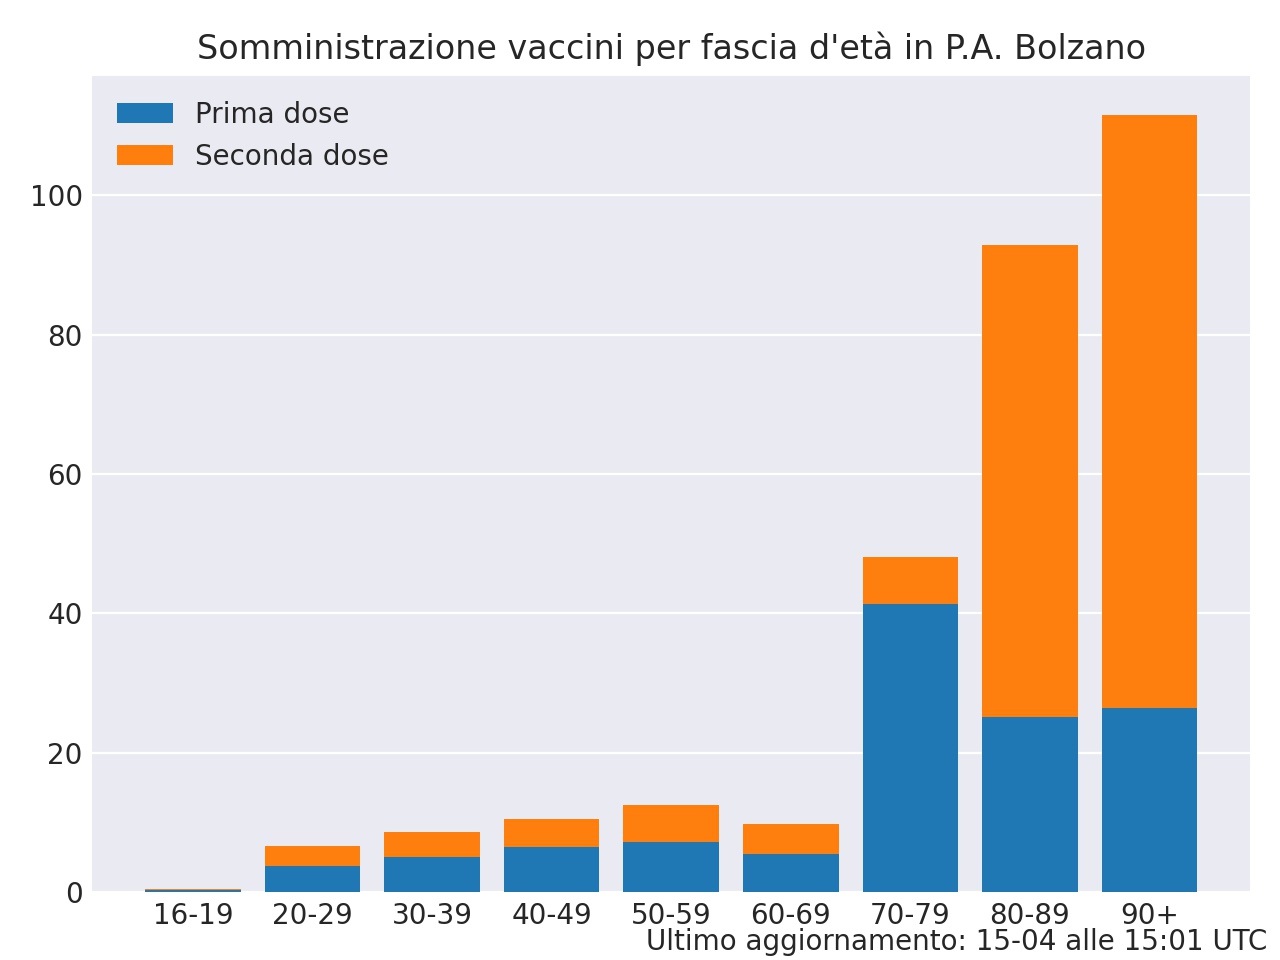 Somministrazione vaccini per fascia d'età in P.A. Bolzano
Prima dose
Seconda dose
100
80
60
40
20
0
16-19 20-29 30-39 40-49 50-59 60-69 70-79 80-89 90+
Ultimo aggiornamento: 15-04 alle 15:01 UTC